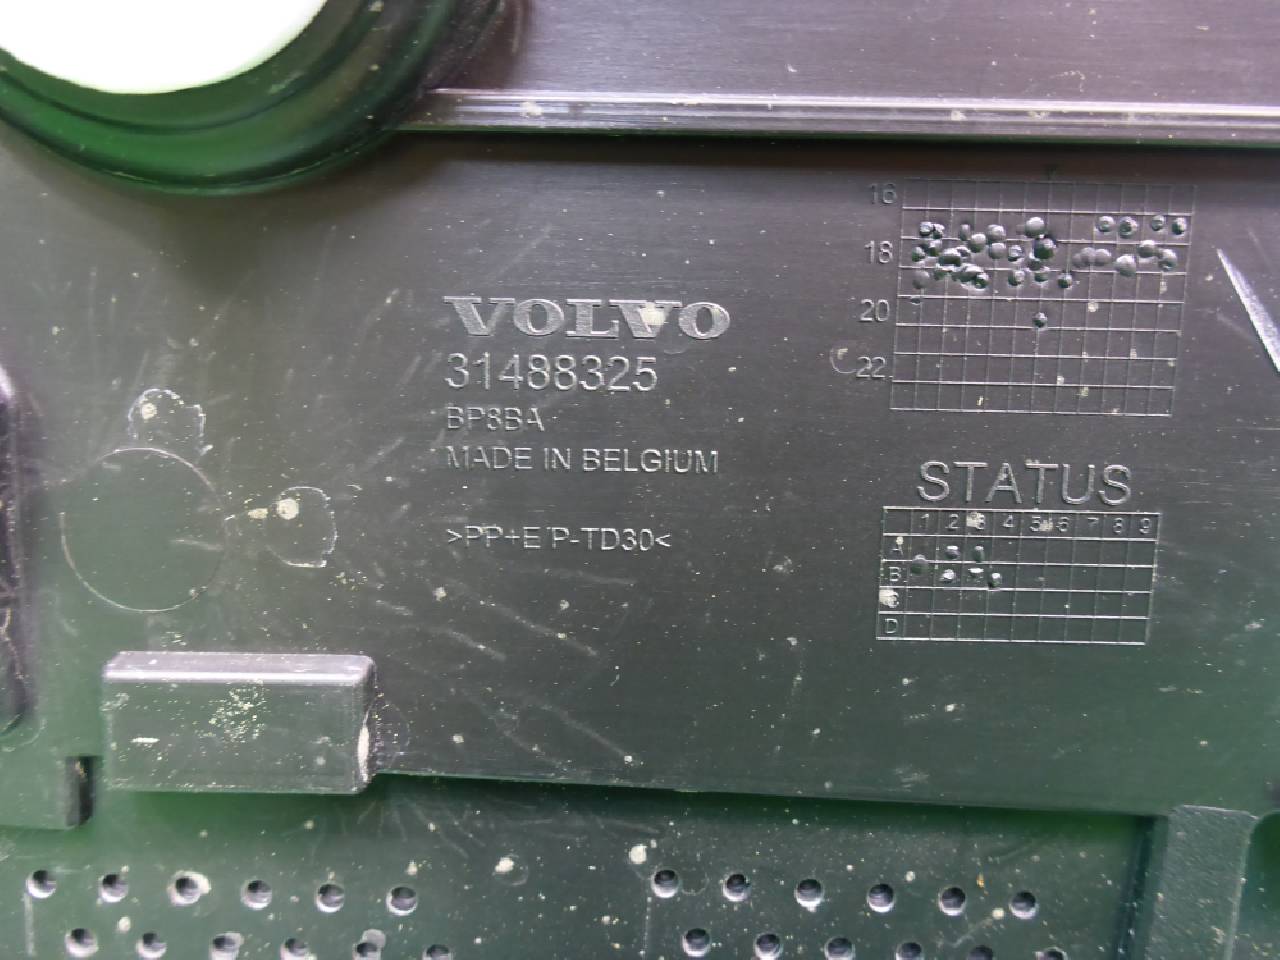 VOLVO
31488325
BP8BA
MADE IN BELGIUM
>PP+E P-TD30<
16
18
20
22
STATUS
1 2 3 4 5 6 7 8 9
A
B
C
D